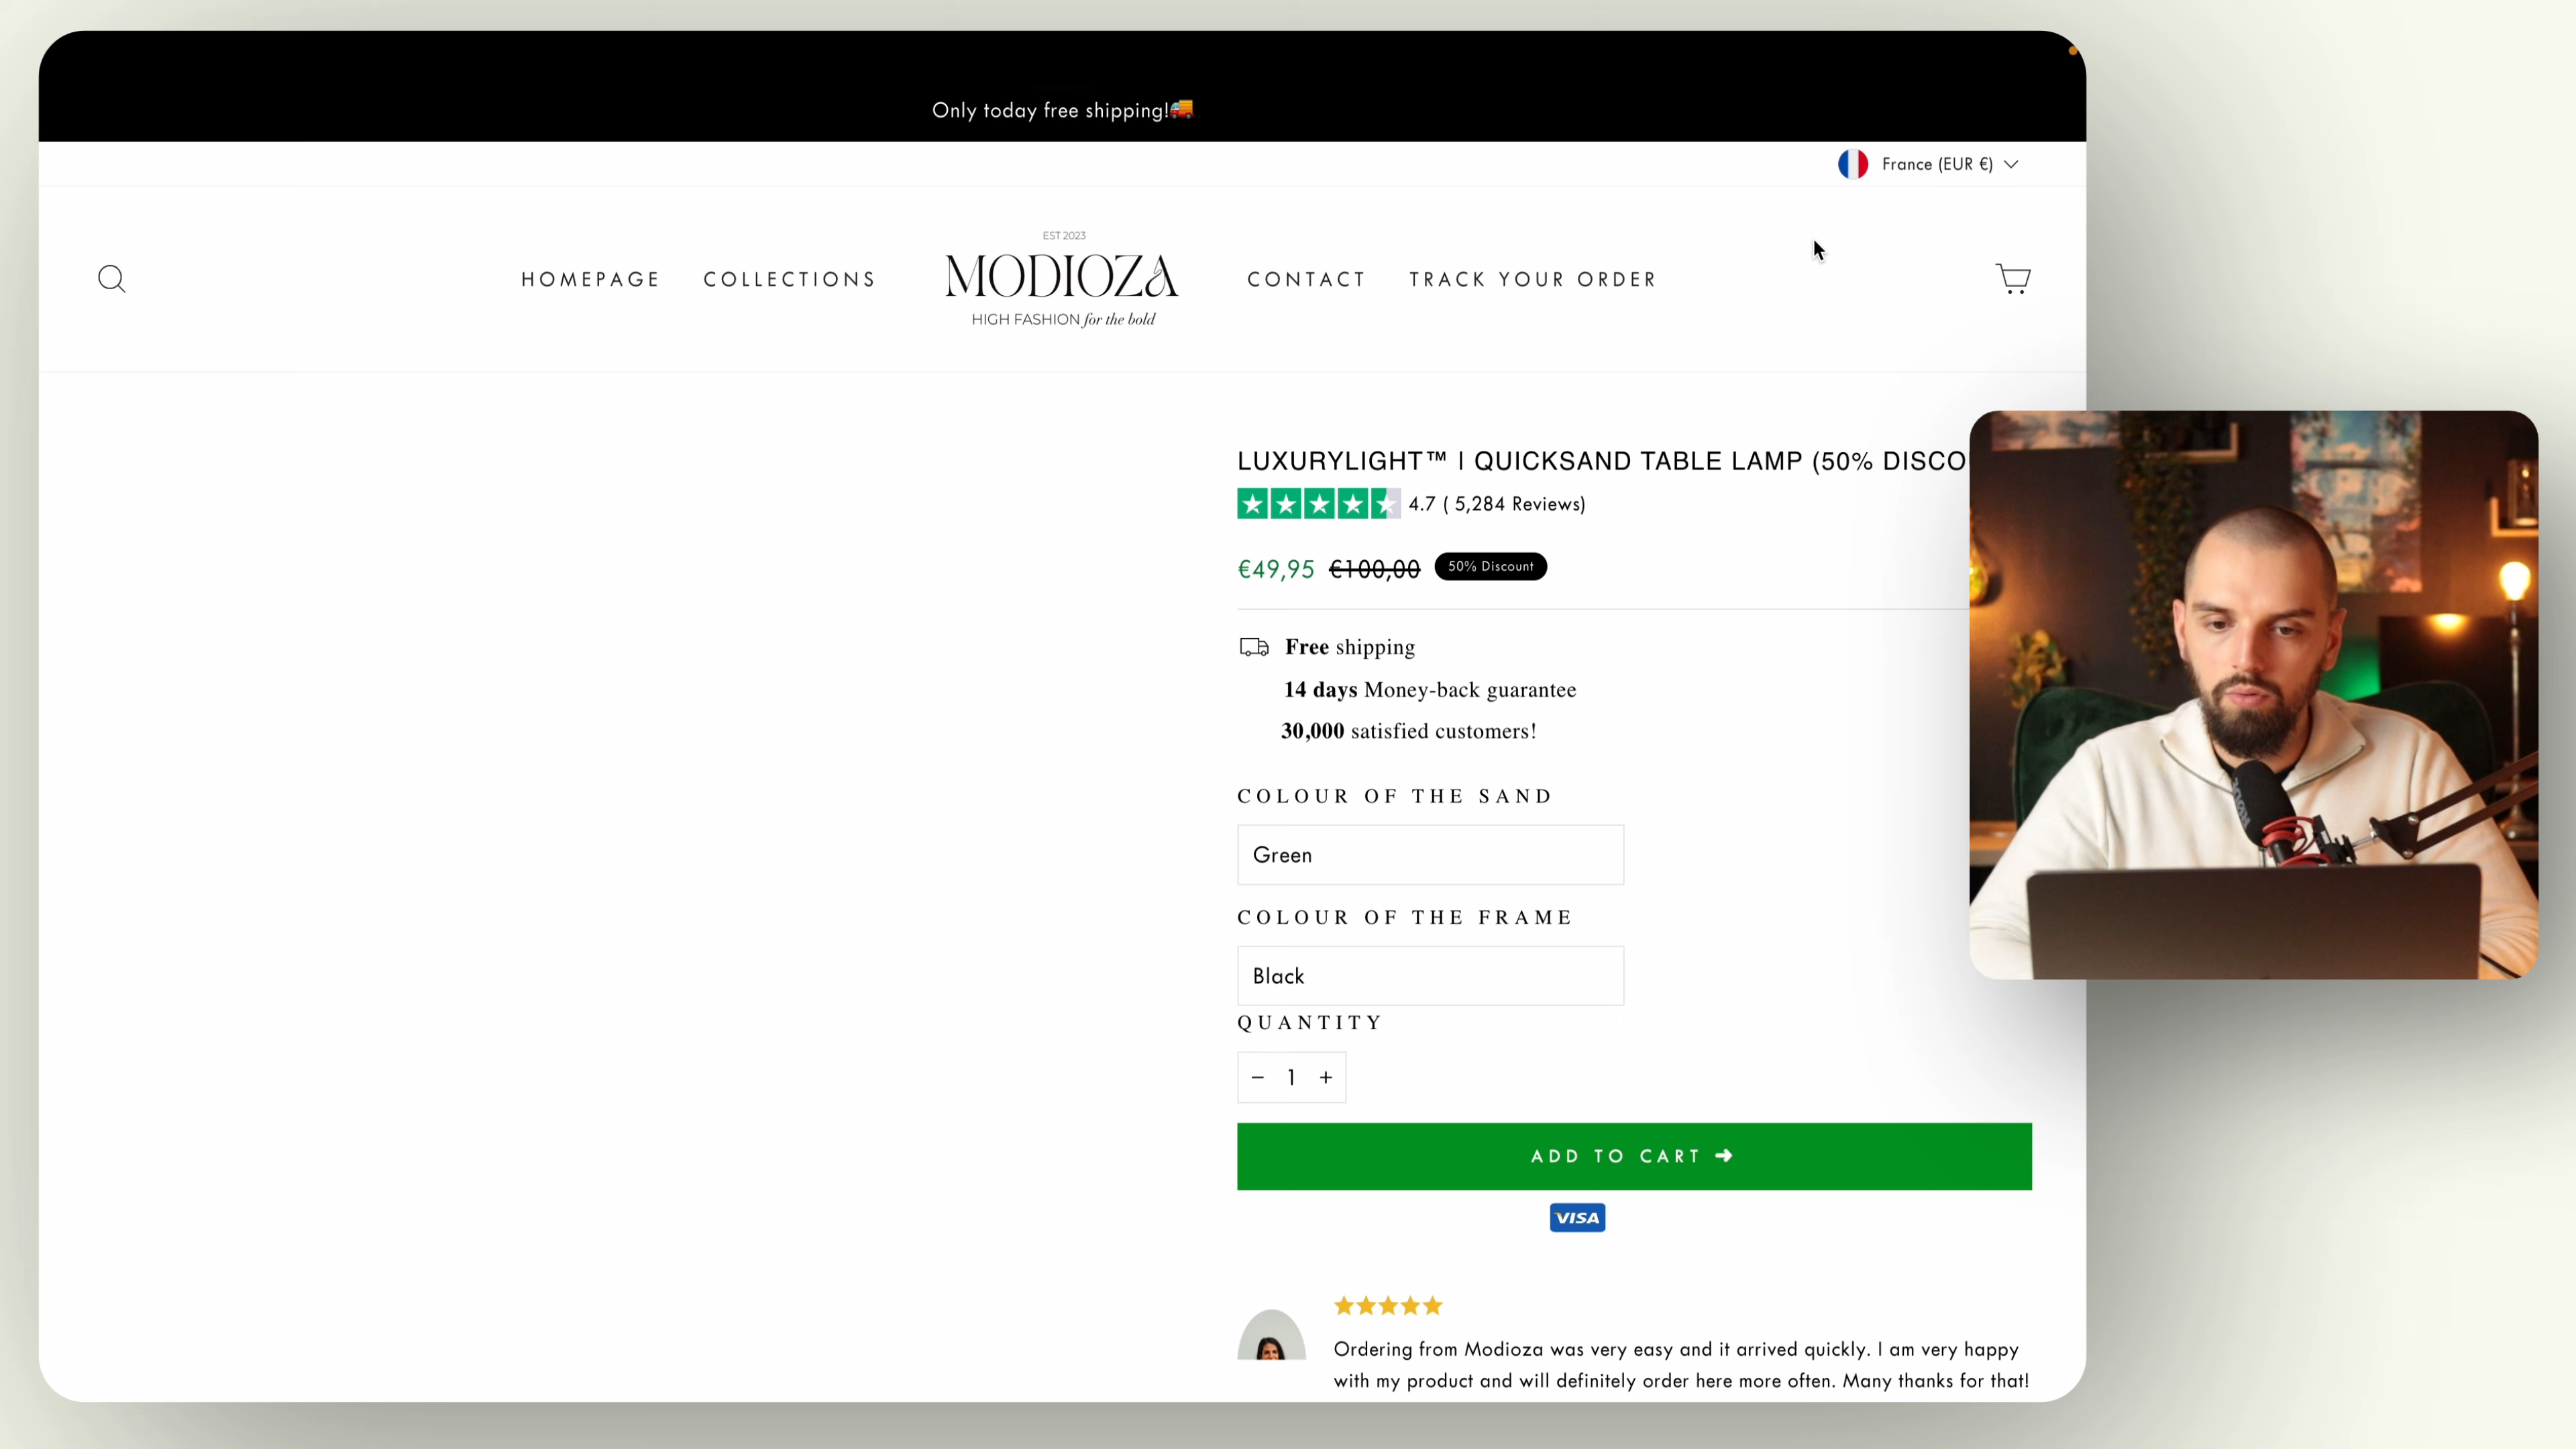 Only today free shipping!🚚
France (EUR €)
HOMEPAGE
COLLECTIONS
EST 2023
MODIOZA
HIGH FASHION for the bold
CONTACT
TRACK YOUR ORDER
LUXURYLIGHT™ | QUICKSAND TABLE LAMP (50% DISCO
4.7 ( 5,284 Reviews)
€49,95 €100,00 50% Discount
Free shipping
14 days Money-back guarantee
30,000 satisfied customers!
COLOUR OF THE SAND
Green
COLOUR OF THE FRAME
Black
QUANTITY
− 1 +
ADD TO CART ➜
VISA
Ordering from Modioza was very easy and it arrived quickly. I am very happy
with my product and will definitely order here more often. Many thanks for that!